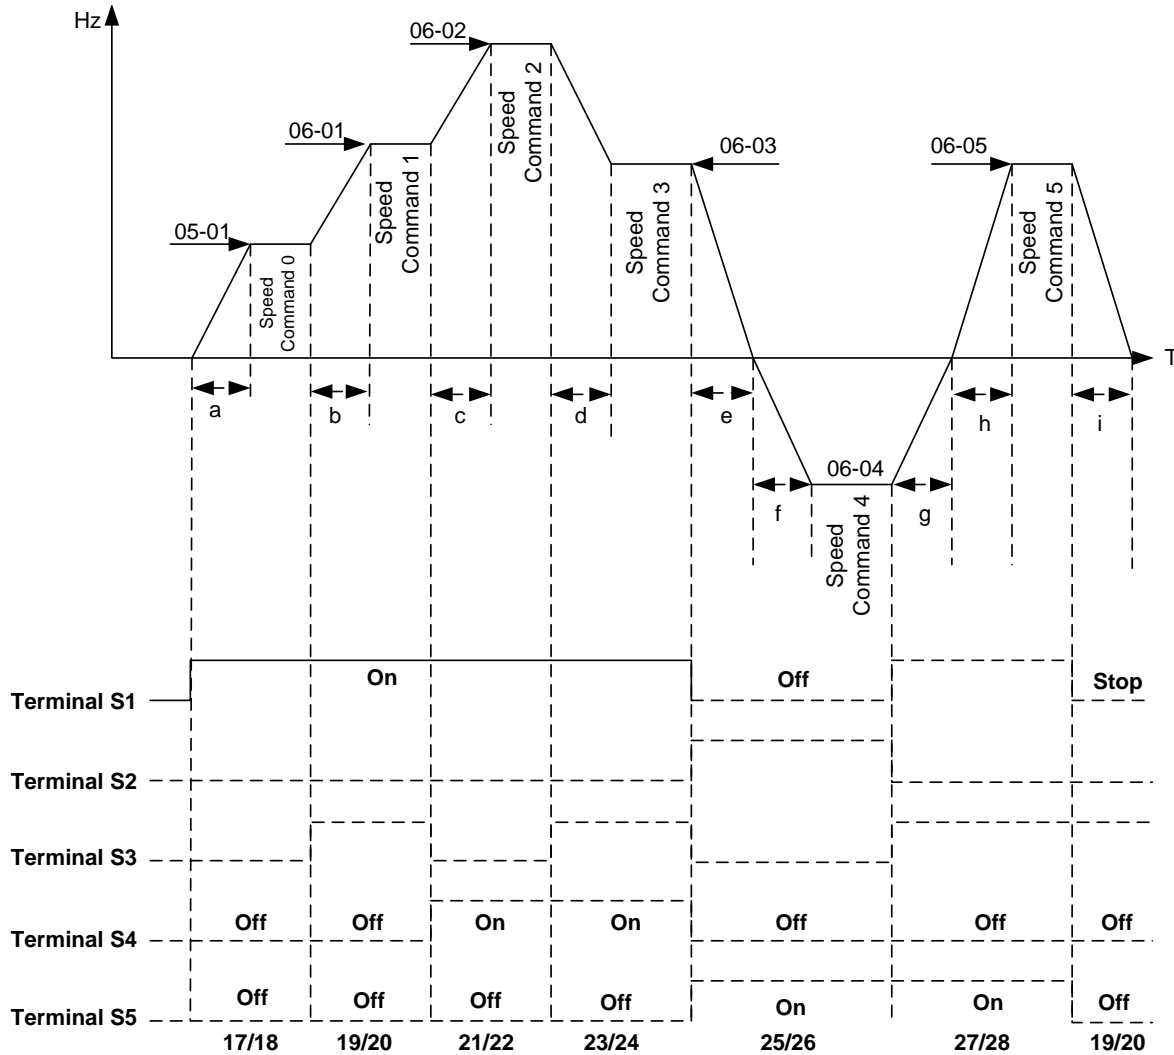 Hz
06-02
06-01
05-01
06-03
06-05
Speed
Command 0
Speed
Command 1
Speed
Command 2
Speed
Command 3
Speed
Command 5
T
a
b
c
d
e
h
i
06-04
f
g
Speed
Command 4
Terminal S1
On
Off
Stop
Terminal S2
Terminal S3
Terminal S4
Off
Off
On
On
Off
Off
Off
Terminal S5
Off
Off
Off
Off
On
On
Off
17/18
19/20
21/22
23/24
25/26
27/28
19/20